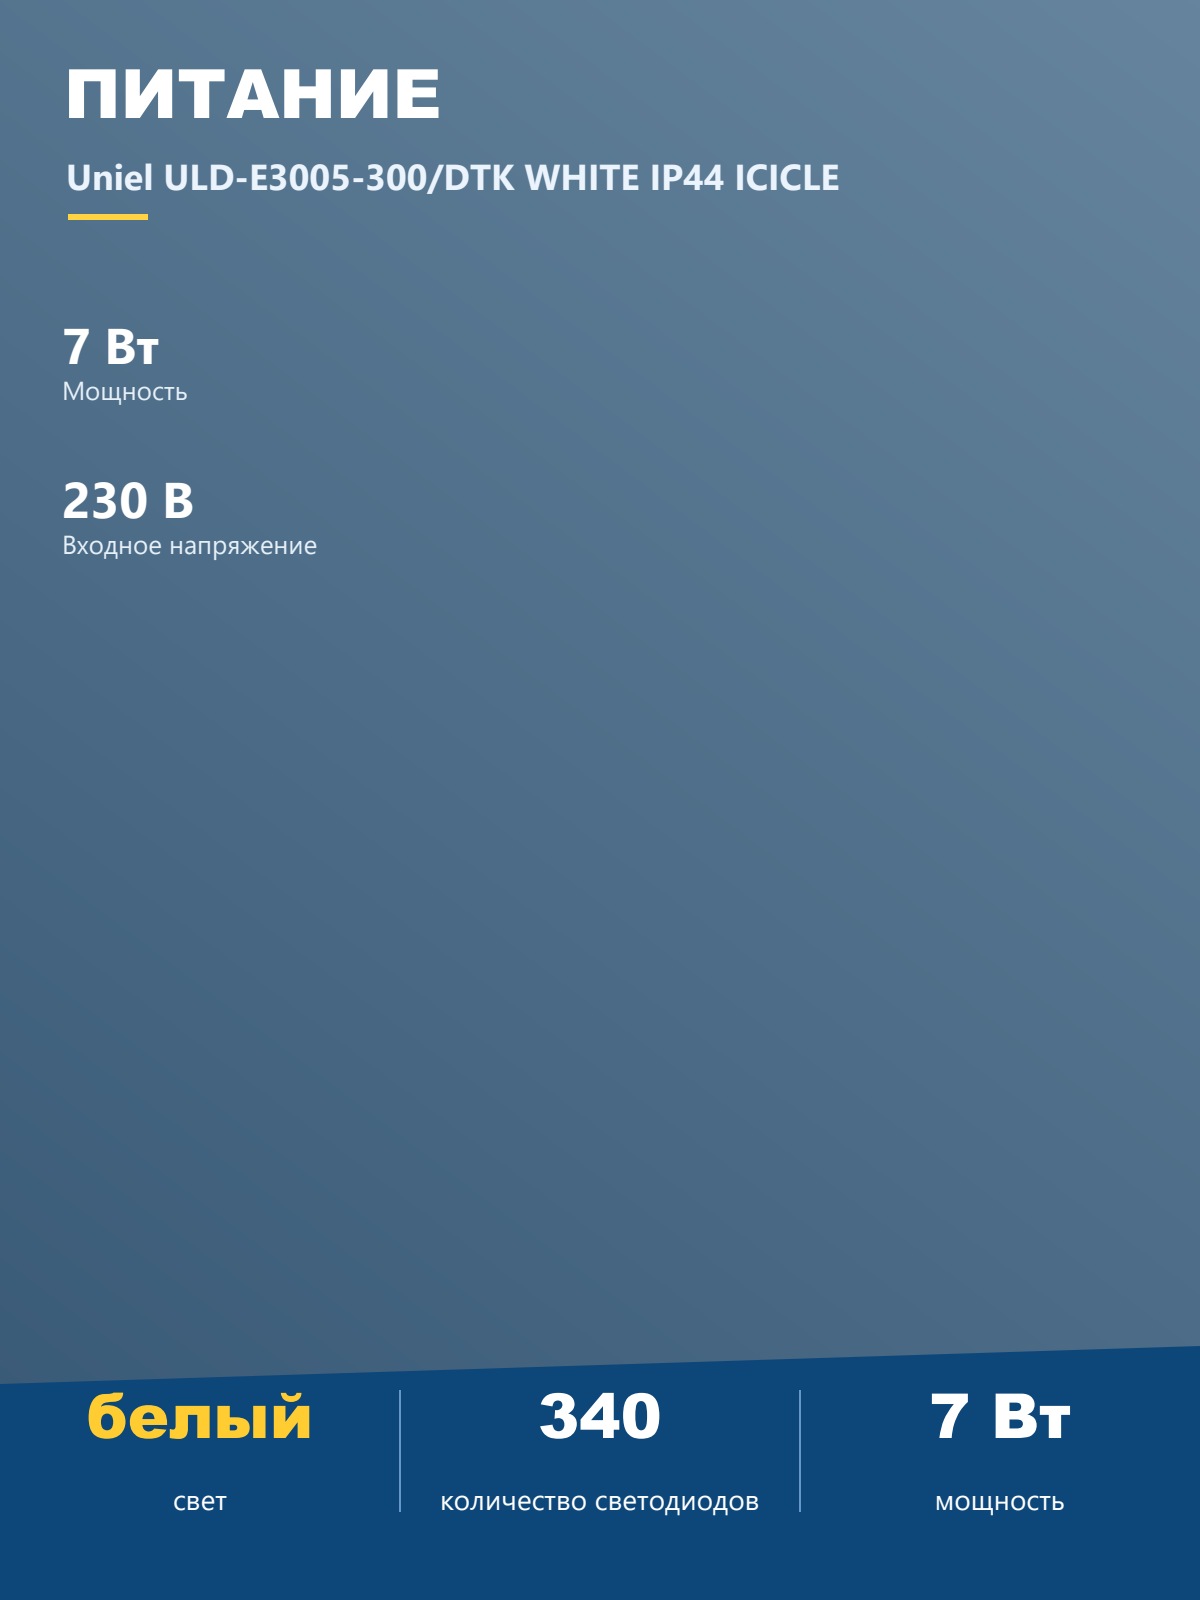 ПИТАНИЕ
Uniel ULD-E3005-300/DTK WHITE IP44 ICICLE
7 Вт
Мощность
230 В
Входное напряжение
белый
свет
340
количество светодиодов
7 Вт
мощность